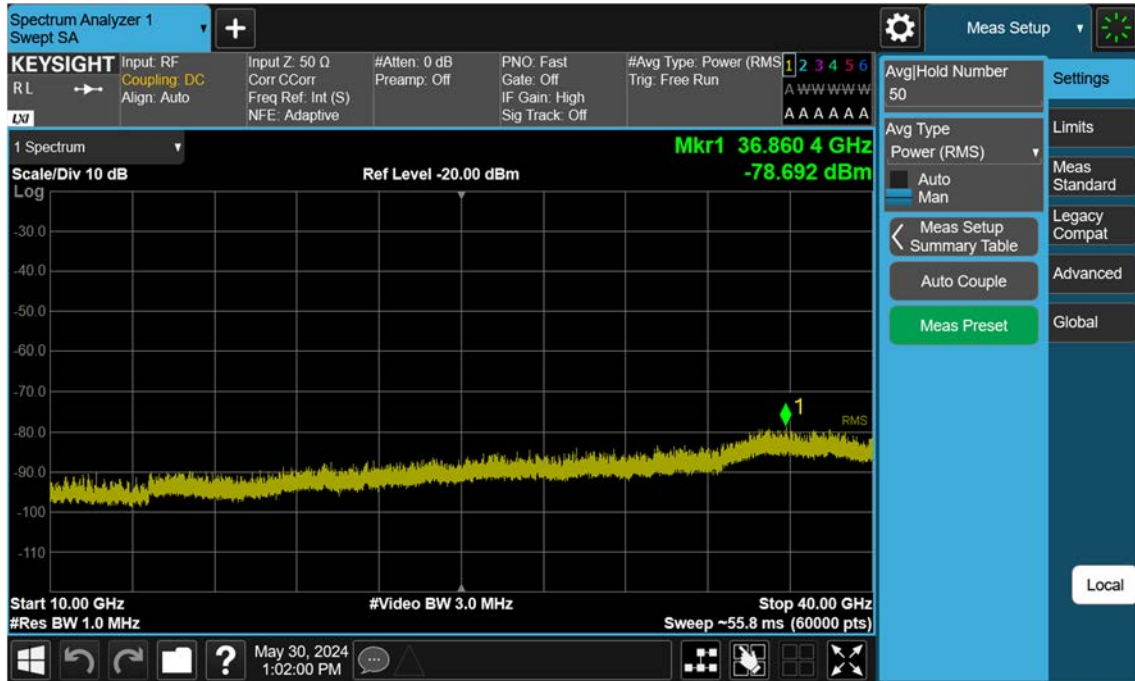 Spectrum Analyzer 1
Swept SA
Meas Setup
KEYSIGHT
R L
LXI
Input: RF
Coupling: DC
Align: Auto
Input Z: 50 Ω
Corr CCorr
Freq Ref: Int (S)
NFE: Adaptive
#Atten: 0 dB
Preamp: Off
PNO: Fast
Gate: Off
IF Gain: High
Sig Track: Off
#Avg Type: Power (RMS
Trig: Free Run
1 2 3 4 5 6
A W W W W W
A A A A A A
1 Spectrum
Mkr1 36.860 4 GHz
-78.692 dBm
Scale/Div 10 dB
Ref Level -20.00 dBm
Log
-30.0
-40.0
-50.0
-60.0
-70.0
-80.0
-90.0
-100
-110
1
RMS
Start 10.00 GHz
#Video BW 3.0 MHz
Stop 40.00 GHz
#Res BW 1.0 MHz
Sweep ~55.8 ms (60000 pts)
?
May 30, 2024
1:02:00 PM
Avg|Hold Number
50
Avg Type
Power (RMS)
Auto
Man
Meas Setup
Summary Table
Auto Couple
Meas Preset
Settings
Limits
Meas
Standard
Legacy
Compat
Advanced
Global
Local